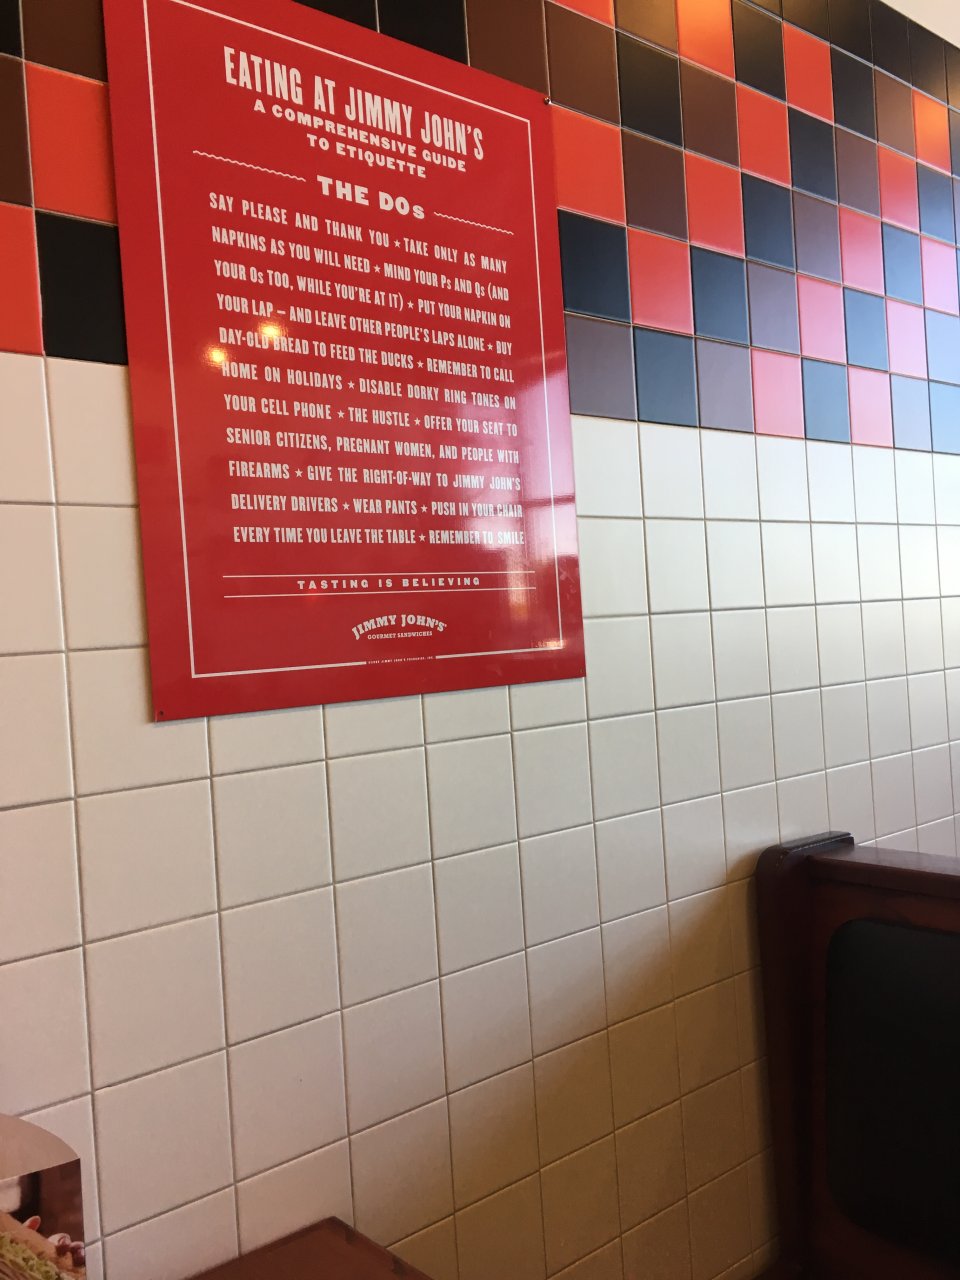 EATING AT JIMMY JOHN'S
A COMPREHENSIVE GUIDE
TO ETIQUETTE
THE DOs
SAY PLEASE AND THANK YOU ★ TAKE ONLY AS MANY
NAPKINS AS YOU WILL NEED ★ MIND YOUR Ps AND Qs (AND
YOUR Os TOO, WHILE YOU'RE AT IT) ★ PUT YOUR NAPKIN ON
YOUR LAP – AND LEAVE OTHER PEOPLE'S LAPS ALONE ★ BUY
DAY-OLD BREAD TO FEED THE DUCKS ★ REMEMBER TO CALL
HOME ON HOLIDAYS ★ DISABLE DORKY RING TONES ON
YOUR CELL PHONE ★ THE HUSTLE ★ OFFER YOUR SEAT TO
SENIOR CITIZENS, PREGNANT WOMEN, AND PEOPLE WITH
FIREARMS ★ GIVE THE RIGHT-OF-WAY TO JIMMY JOHN'S
DELIVERY DRIVERS ★ WEAR PANTS ★ PUSH IN YOUR CHAIR
EVERY TIME YOU LEAVE THE TABLE ★ REMEMBER TO SMILE
TASTING IS BELIEVING
JIMMY JOHN'S
GOURMET SANDWICHES
JIMMY JOHN'S FRANCHISE, INC.